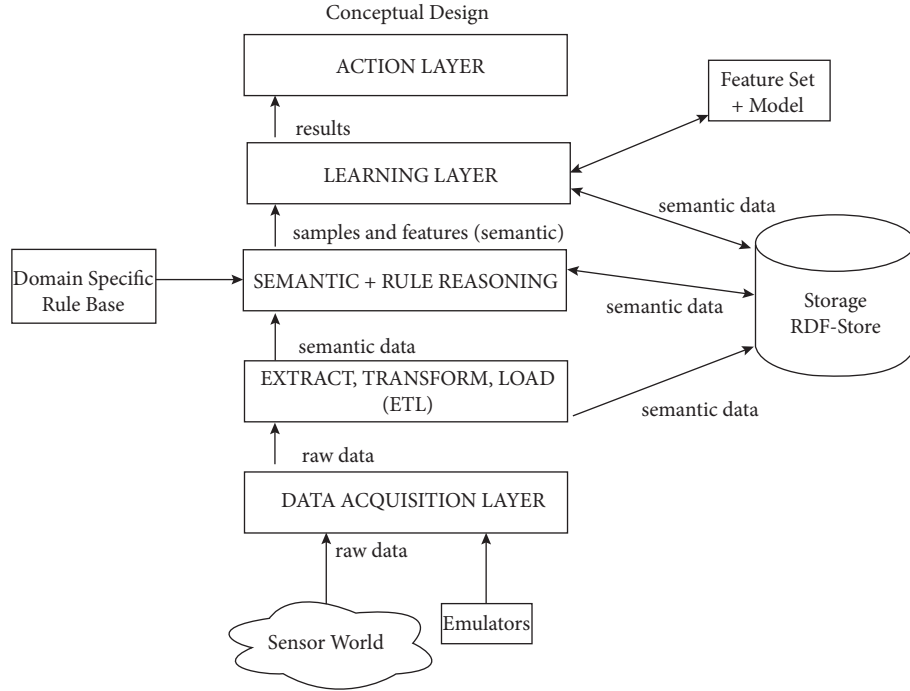 Conceptual Design
ACTION LAYER
Feature Set
+ Model
results
LEARNING LAYER
semantic data
samples and features (semantic)
Domain Specific
Rule Base
SEMANTIC + RULE REASONING
semantic data
Storage
RDF-Store
semantic data
EXTRACT, TRANSFORM, LOAD
(ETL)
semantic data
raw data
DATA ACQUISITION LAYER
raw data
Emulators
Sensor World